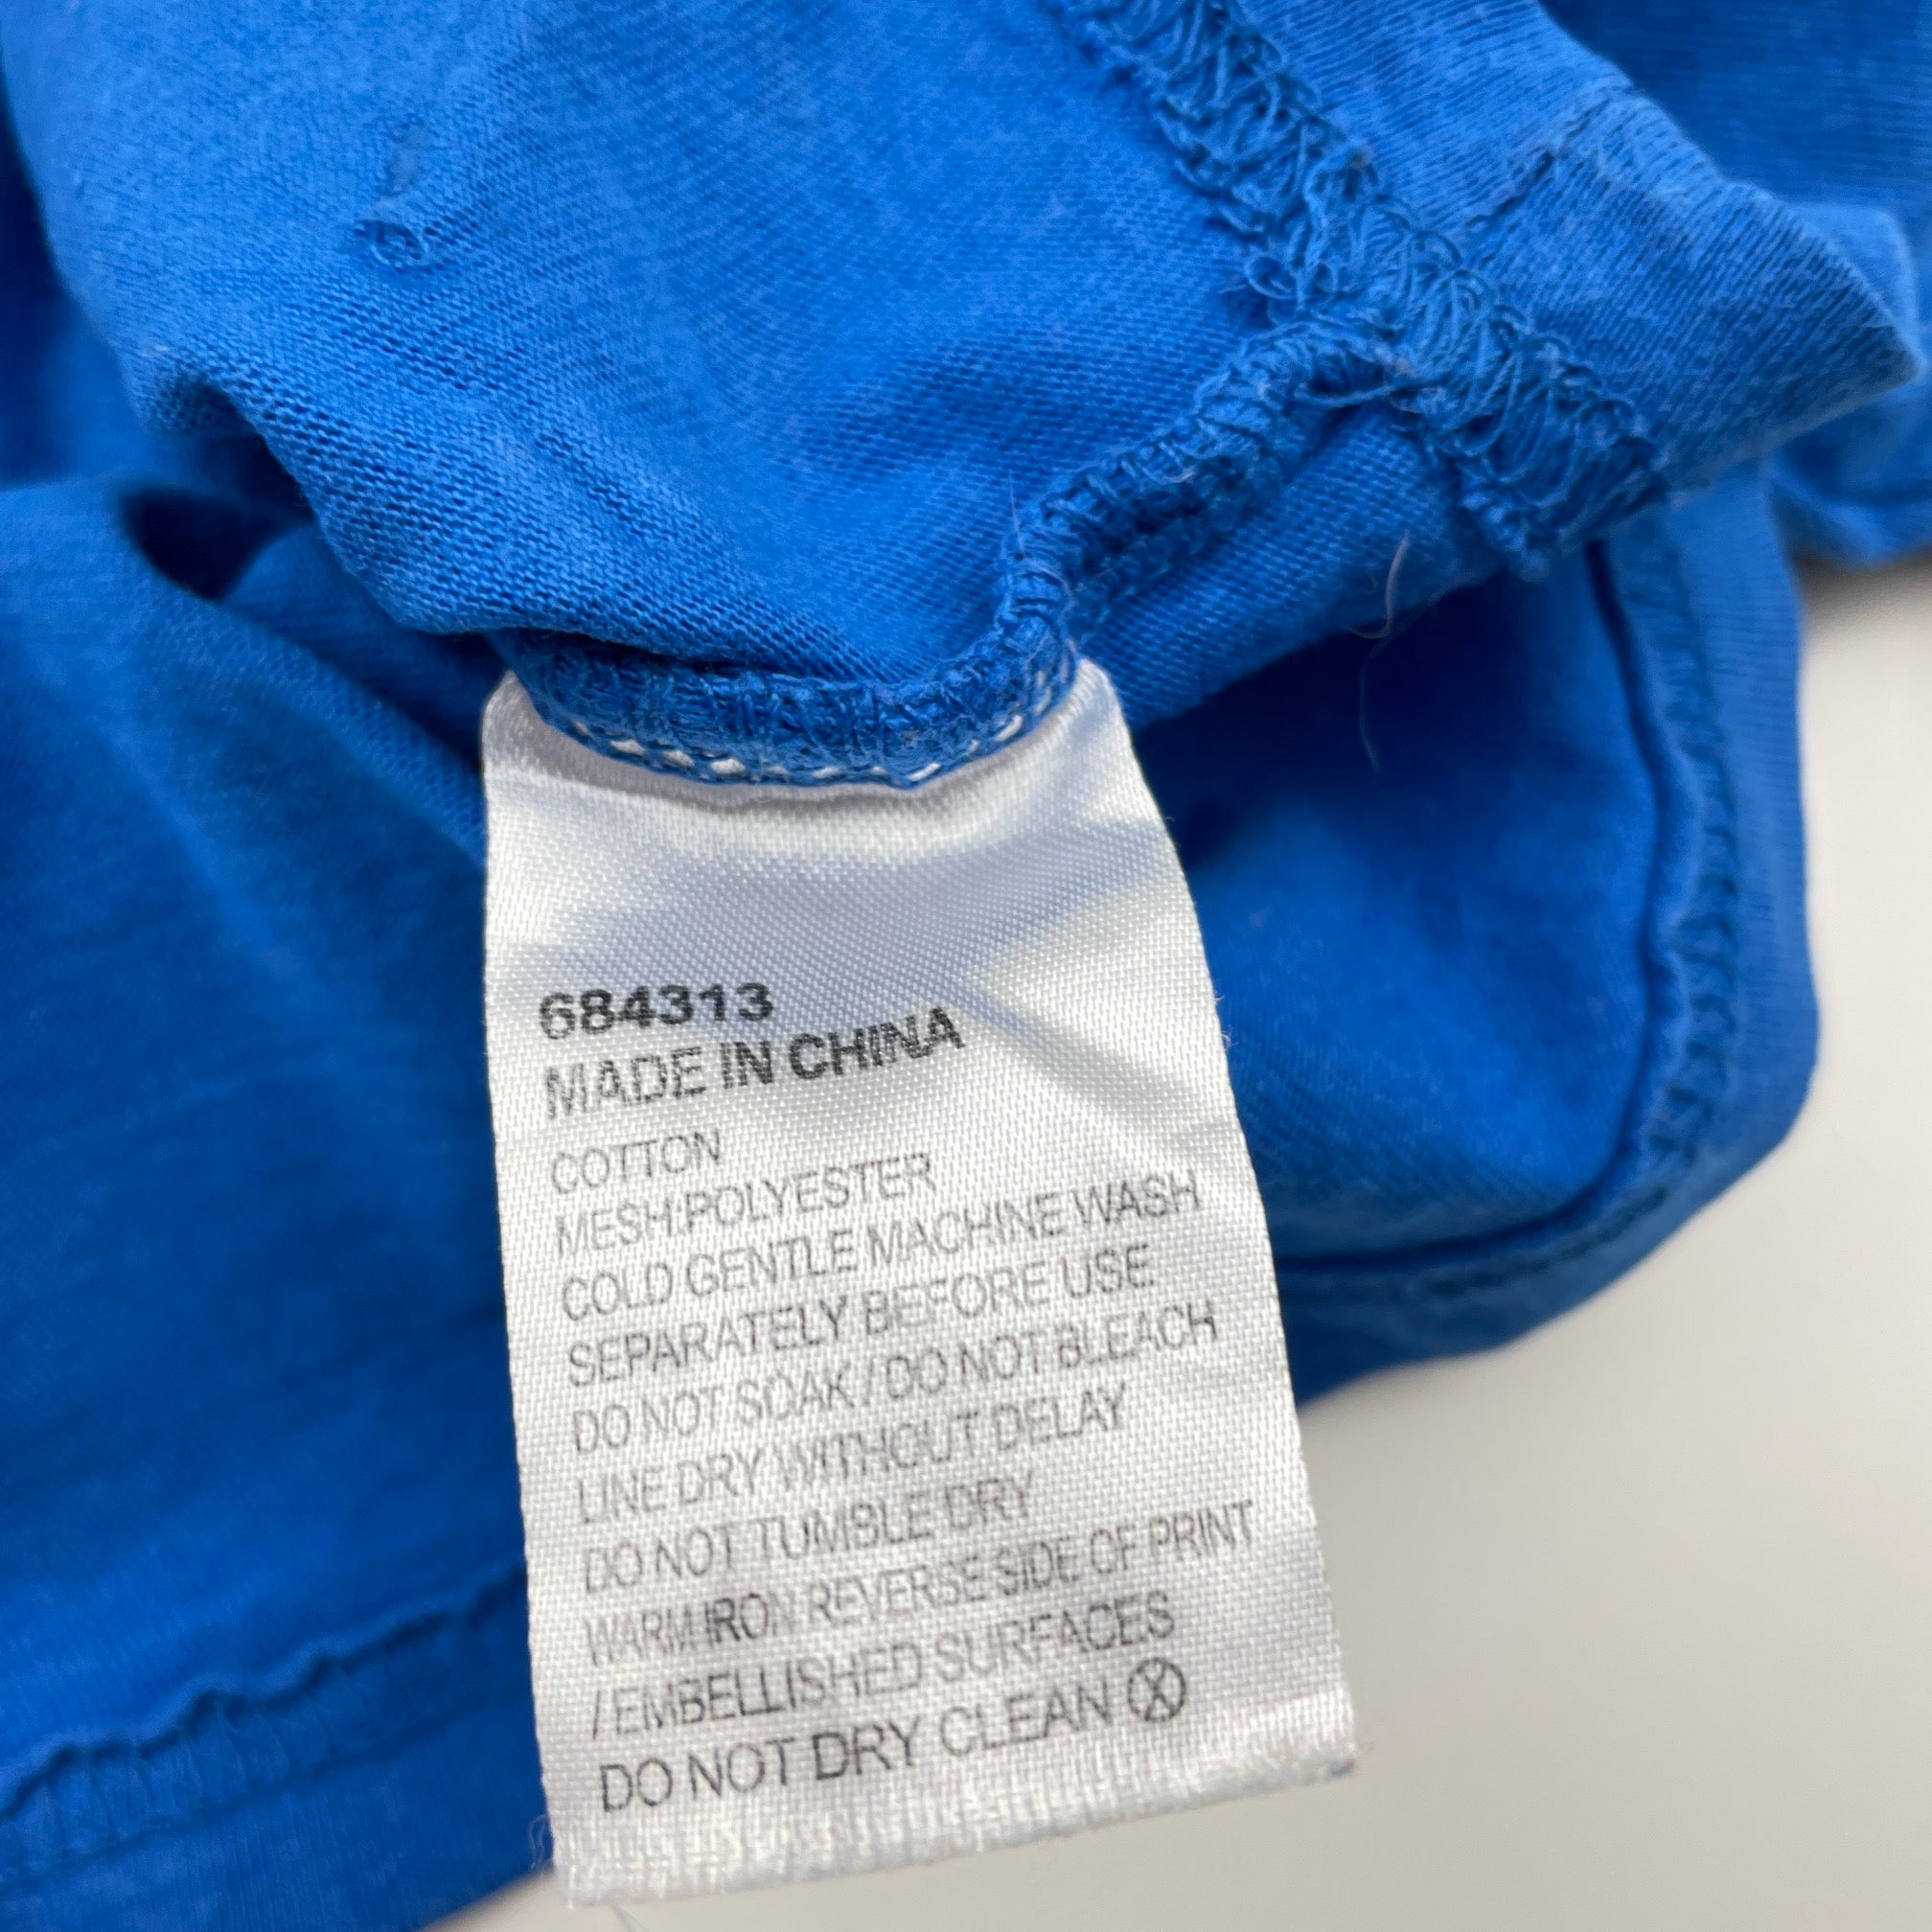 684313
MADE IN CHINA
COTTON
MESH:POLYESTER
COLD GENTLE MACHINE WASH
SEPARATELY BEFORE USE
DO NOT SOAK / DO NOT BLEACH
LINE DRY WITHOUT DELAY
DO NOT TUMBLE DRY
WARM IRON REVERSE SIDE OF PRINT
/EMBELLISHED SURFACES
DO NOT DRY CLEAN